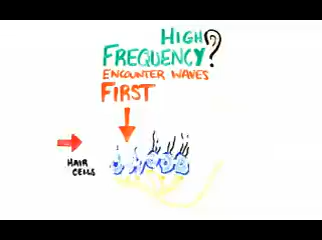 HIGH
FREQUENCY?
ENCOUNTER WAVES
FIRST
HAIR
CELLS